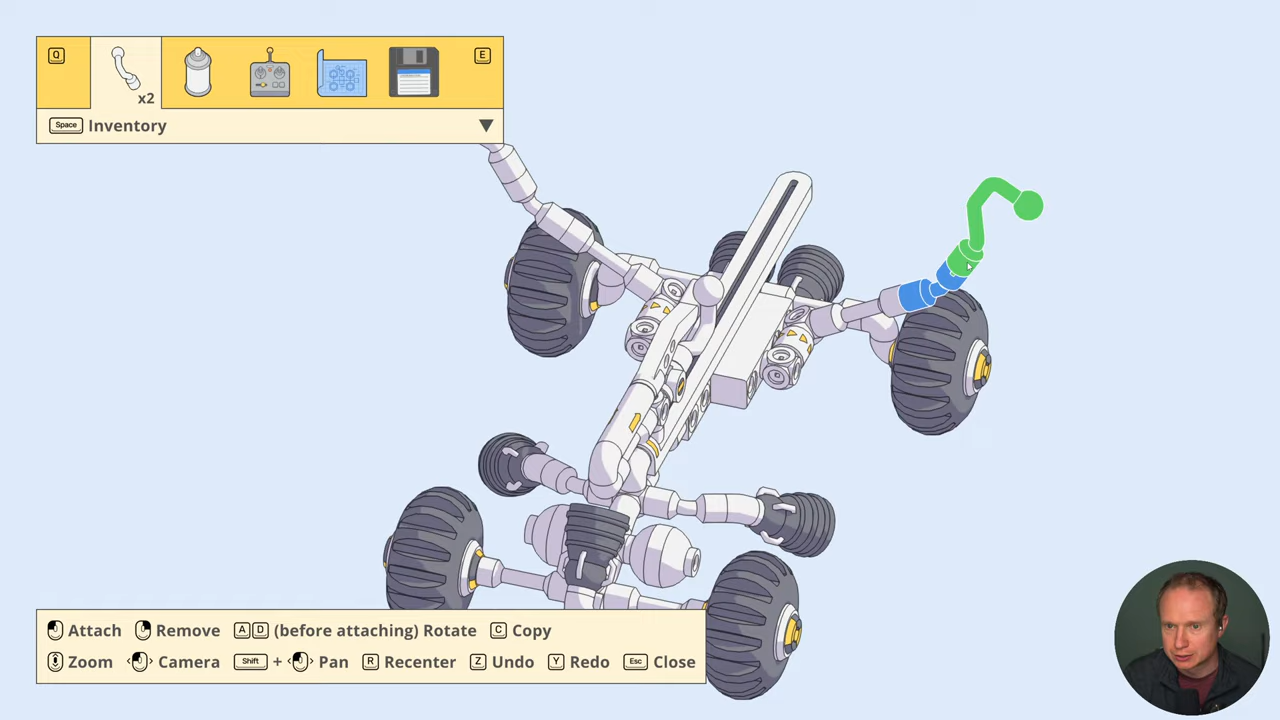 Q
E
x2
Space Inventory
Attach Remove A D (before attaching) Rotate C Copy
Zoom Camera Shift + Pan R Recenter Z Undo Y Redo Esc Close